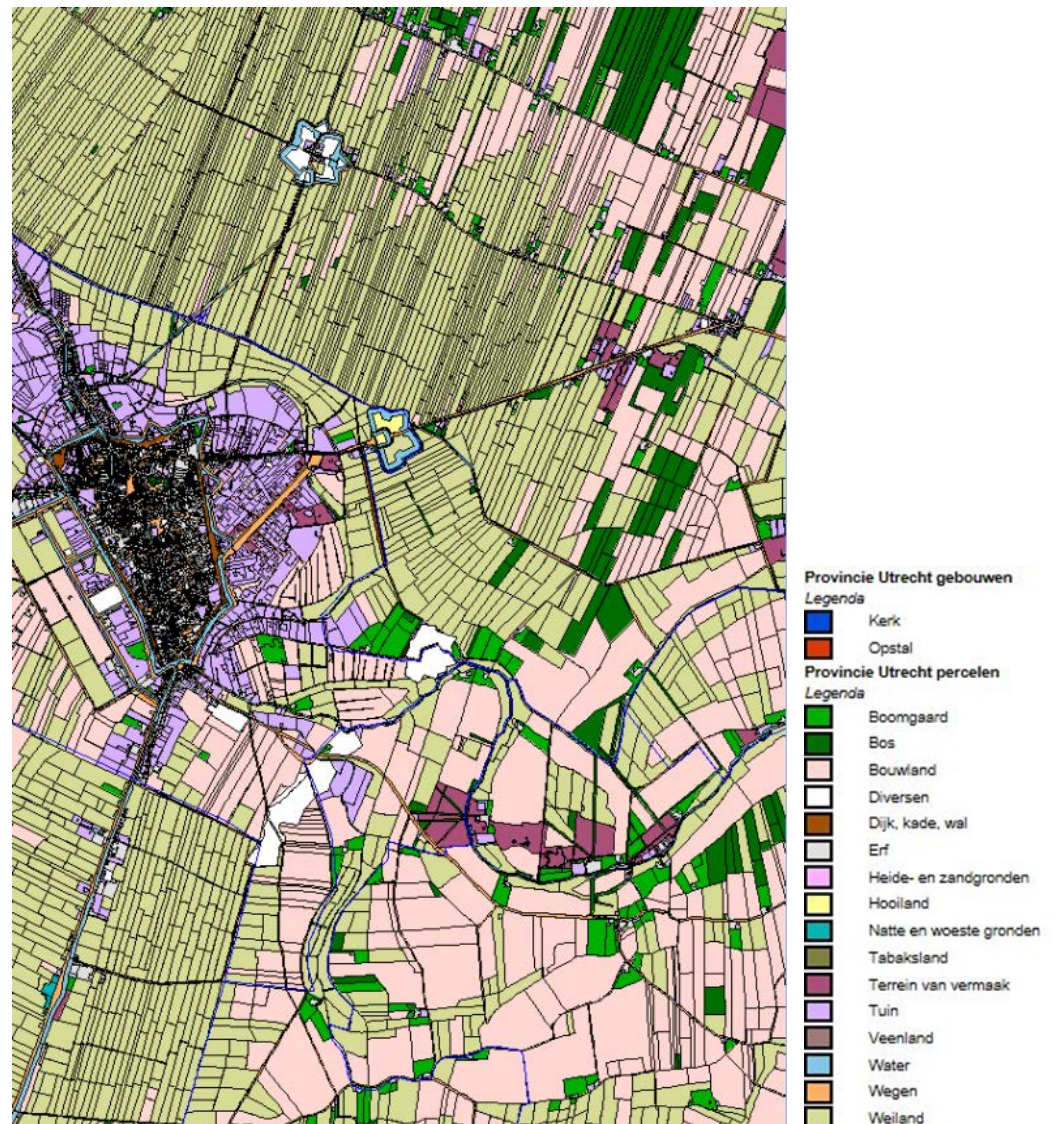 Provincie Utrecht gebouwen
Legenda
Kerk
Opstal
Provincie Utrecht percelen
Legenda
Boomgaard
Bos
Bouwland
Diversen
Dijk, kade, wal
Erf
Heide- en zandgronden
Hooiland
Natte en woeste gronden
Tabaksland
Terrein van vermaak
Tuin
Veenland
Water
Wegen
Weiland